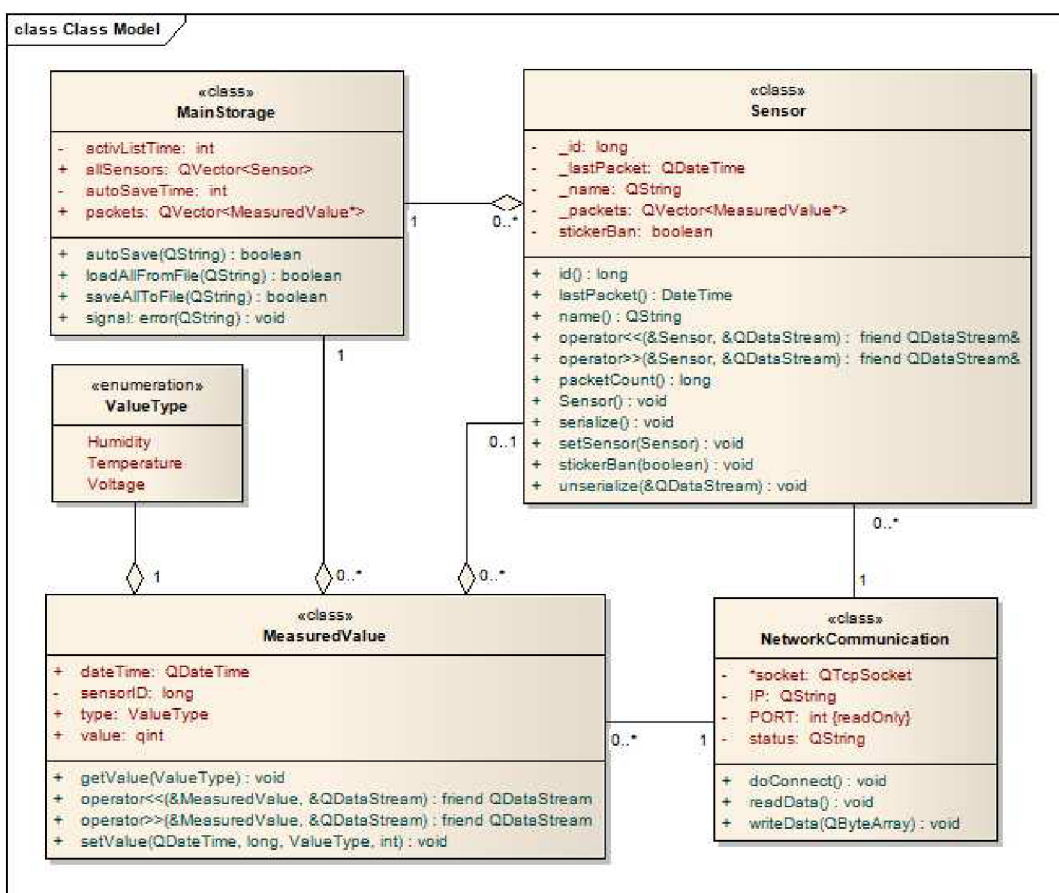 class Class Model
«class»
MainStorage
- activListTime: int
+ allSensors: QVector<Sensor>
- autoSaveTime: int
+ packets: QVector<MeasuredValue*>
+ autoSave(QString) : boolean
+ loadAllFromFile(QString) : boolean
+ saveAllToFile(QString) : boolean
+ signal: error(QString) : void
«class»
Sensor
- _id: long
- _lastPacket: QDateTime
- _name: QString
- _packets: QVector<MeasuredValue*>
- stickerBan: boolean
+ id() : long
+ lastPacket() : DateTime
+ name() : QString
+ operator<<(&Sensor, &QDataStream) : friend QDataStream&
+ operator>>(&Sensor, &QDataStream) : friend QDataStream&
+ packetCount() : long
+ Sensor() : void
+ serialize() : void
+ setSensor(Sensor) : void
+ stickerBan(boolean) : void
+ unserialize(&QDataStream) : void
1
0..*
1
«enumeration»
ValueType
Humidity
Temperature
Voltage
0..1
0..*
1
0..*
0..*
1
«class»
MeasuredValue
+ dateTime: QDateTime
- sensorID: long
+ type: ValueType
+ value: qint
+ getValue(ValueType) : void
+ operator<<(&MeasuredValue, &QDataStream) : friend QDataStream
+ operator>>(&MeasuredValue, &QDataStream) : friend QDataStream
+ setValue(QDateTime, long, ValueType, int) : void
0..*
1
«class»
NetworkCommunication
- *socket: QTcpSocket
- IP: QString
- PORT: int {readOnly}
- status: QString
+ doConnect() : void
+ readData() : void
+ writeData(QByteArray) : void